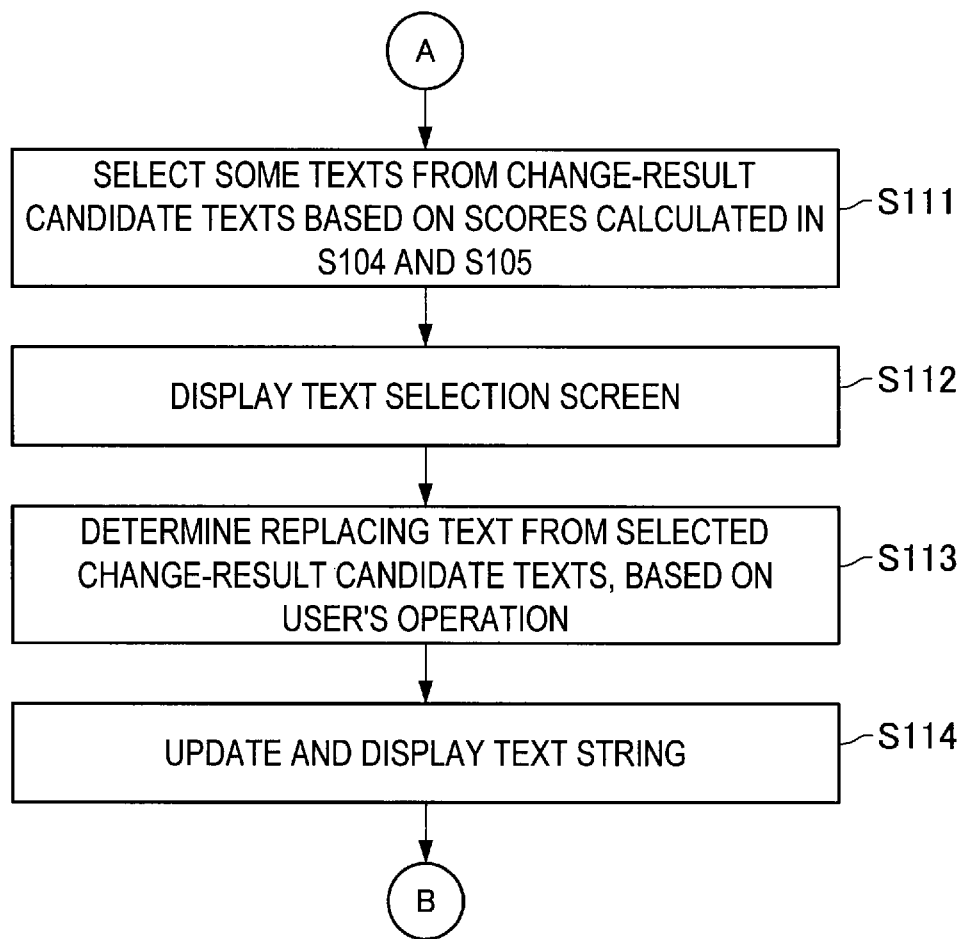 A
SELECT SOME TEXTS FROM CHANGE-RESULT
CANDIDATE TEXTS BASED ON SCORES CALCULATED IN
S104 AND S105
S111
DISPLAY TEXT SELECTION SCREEN
S112
DETERMINE REPLACING TEXT FROM SELECTED
CHANGE-RESULT CANDIDATE TEXTS, BASED ON
USER'S OPERATION
S113
UPDATE AND DISPLAY TEXT STRING
S114
B